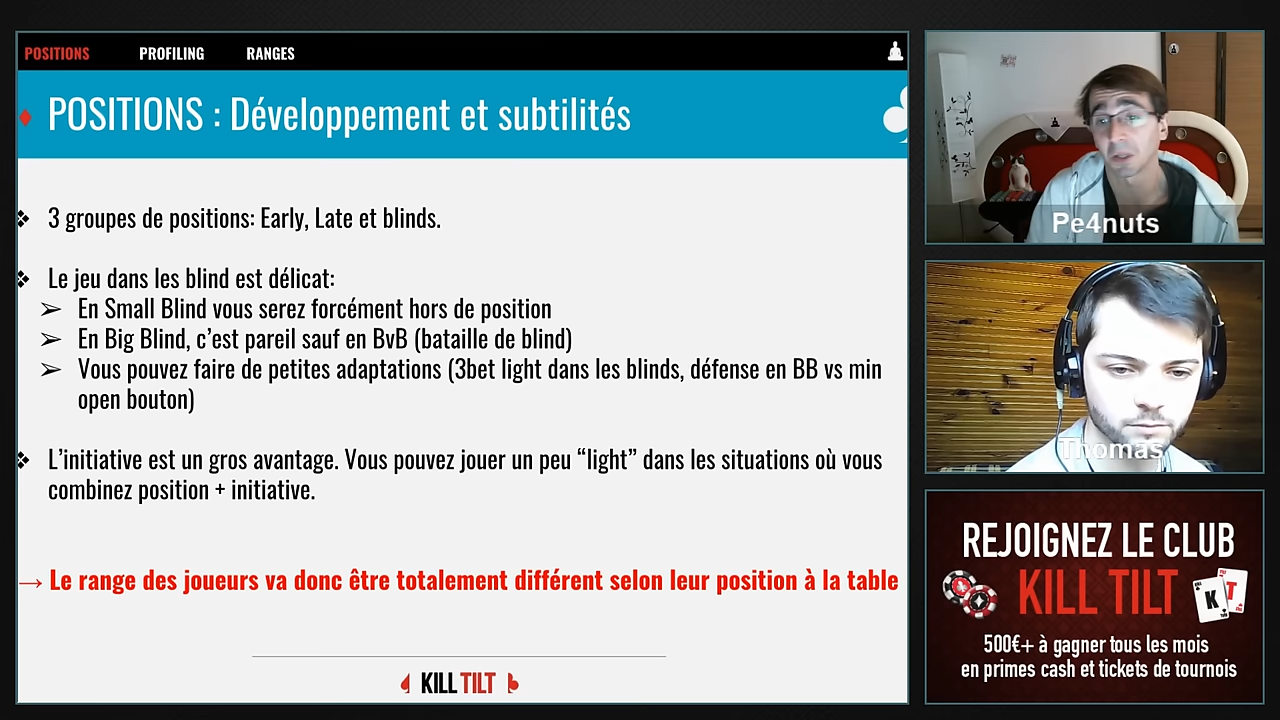 POSITIONS PROFILING RANGES
POSITIONS : Développement et subtilités
❖ 3 groupes de positions: Early, Late et blinds.
❖ Le jeu dans les blind est délicat:
➢ En Small Blind vous serez forcément hors de position
➢ En Big Blind, c’est pareil sauf en BvB (bataille de blind)
➢ Vous pouvez faire de petites adaptations (3bet light dans les blinds, défense en BB vs min
open bouton)
❖ L’initiative est un gros avantage. Vous pouvez jouer un peu “light” dans les situations où vous
combinez position + initiative.
→ Le range des joueurs va donc être totalement différent selon leur position à la table
KILL TILT
Pe4nuts
Thomas
REJOIGNEZ LE CLUB
KILL TILT
K T
500€+ à gagner tous les mois
en primes cash et tickets de tournois